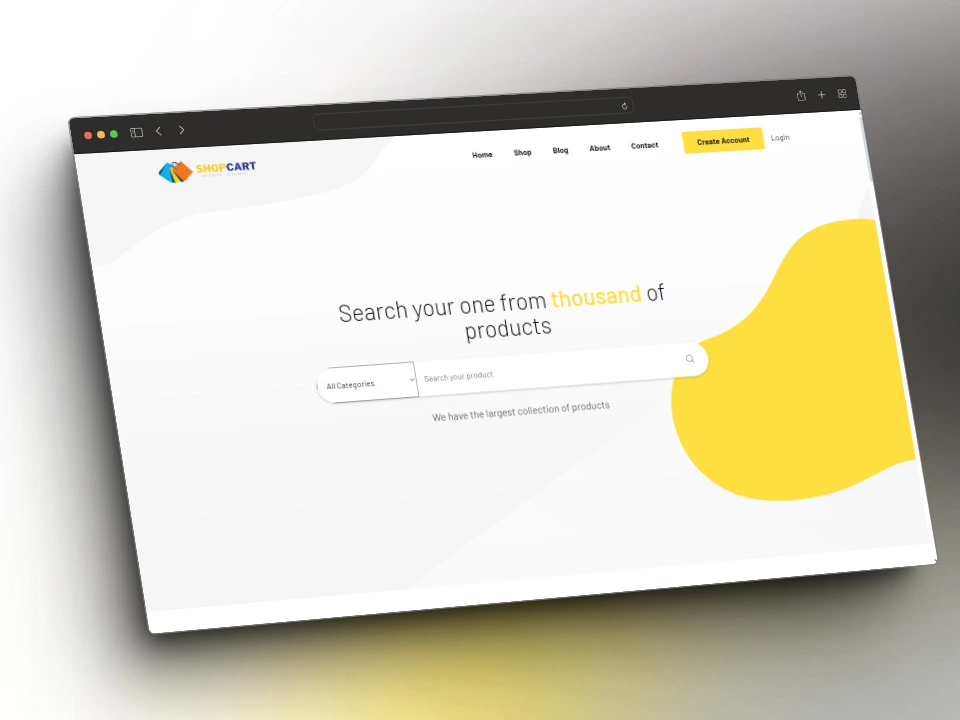 SHOPCART
Home Shop Blog About Contact Create Account Login
Search your one from thousand of
products
All Categories Search your product
We have the largest collection of products